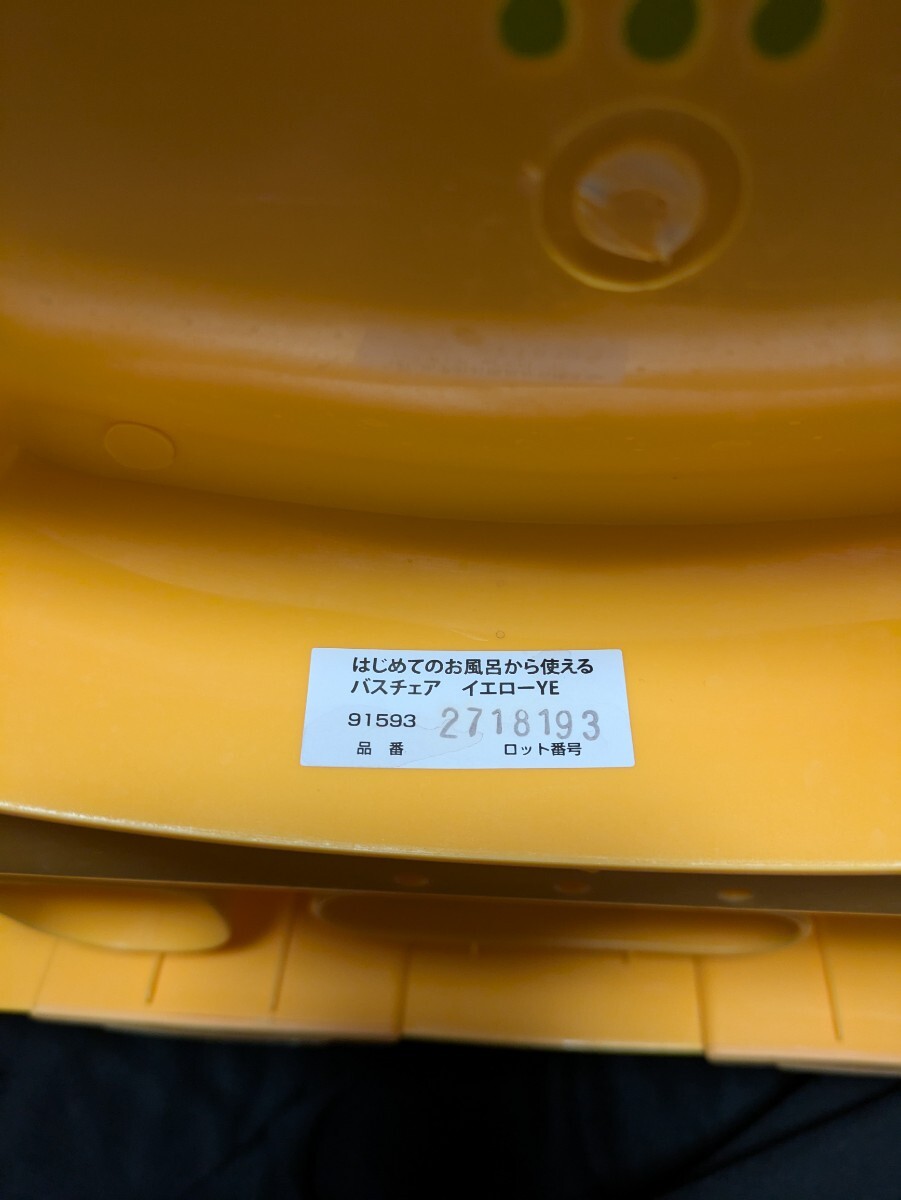 はじめてのお風呂から使える
バスチェア　イエローYE
91593 2718193
品　番 ロット番号